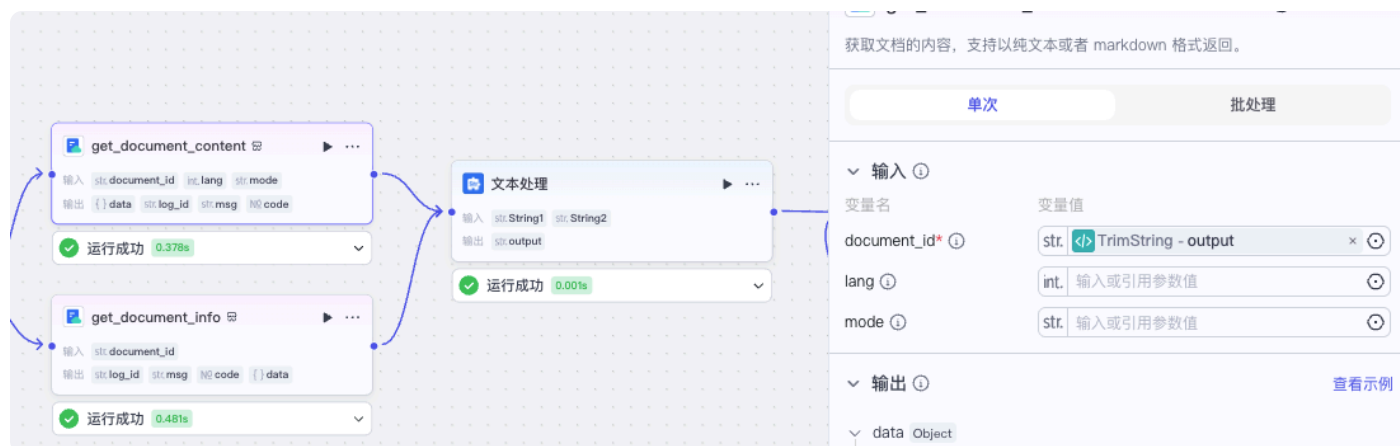 get_document_content
输入 str. document_id int. lang str. mode
输出 { } data str. log_id str. msg № code
运行成功 0.378s
get_document_info
输入 str. document_id
输出 str. log_id str. msg № code { } data
运行成功 0.481s
文本处理
输入 str. String1 str. String2
输出 str. output
运行成功 0.001s
获取文档的内容，支持以纯文本或者 markdown 格式返回。
单次 批处理
输入
变量名 变量值
document_id* str. </> TrimString - output ×
lang int. 输入或引用参数值
mode str. 输入或引用参数值
输出 查看示例
data Object